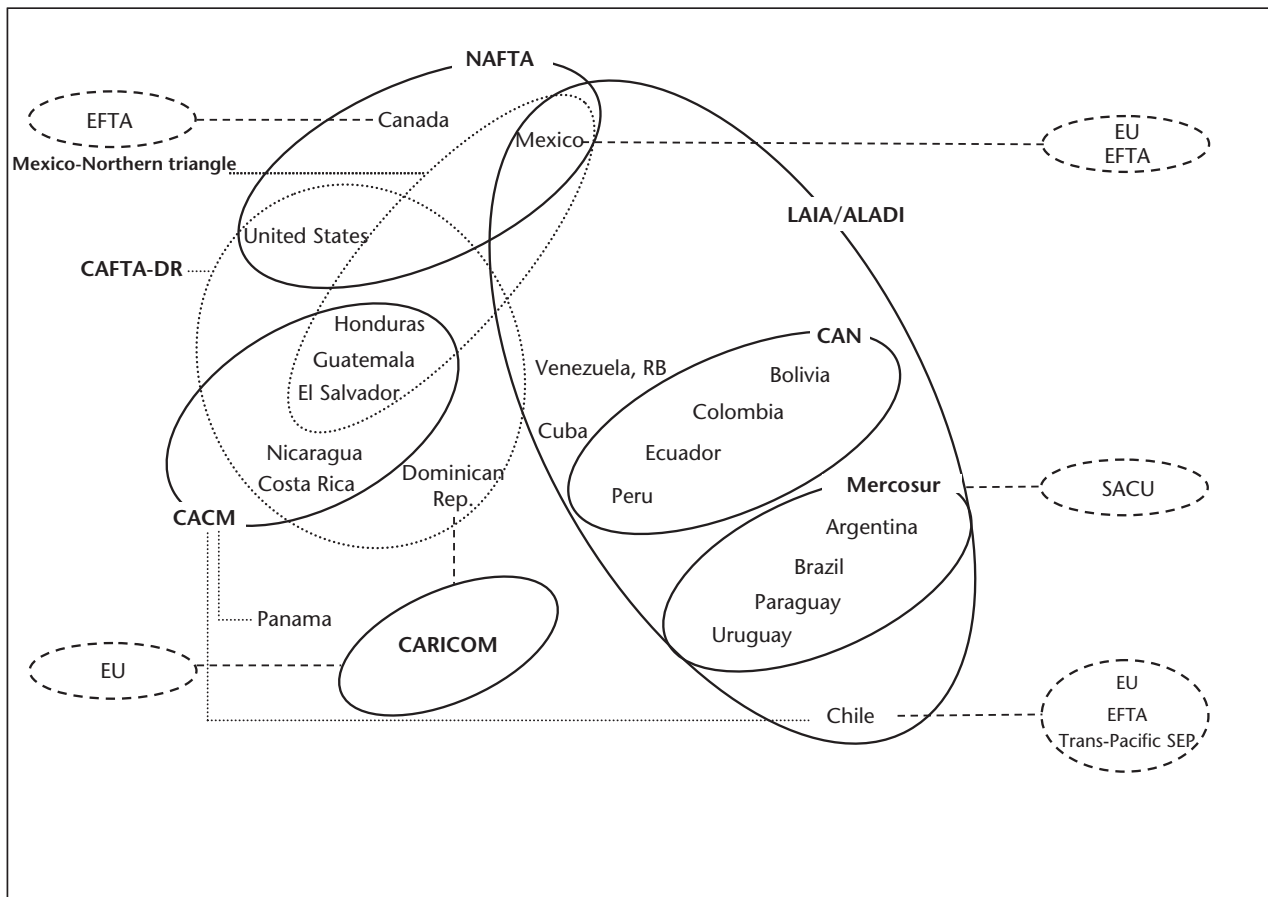 NAFTA
EFTA
Canada
Mexico
EU
EFTA
Mexico-Northern triangle
LAIA/ALADI
United States
CAFTA-DR
Honduras
CAN
Guatemala
Venezuela, RB
Bolivia
El Salvador
Colombia
Cuba
Nicaragua
Ecuador
Costa Rica
Dominican
Rep.
Peru
Mercosur
SACU
CACM
Argentina
Brazil
Panama
Paraguay
Uruguay
CARICOM
EU
Chile
EU
EFTA
Trans-Pacific SEP